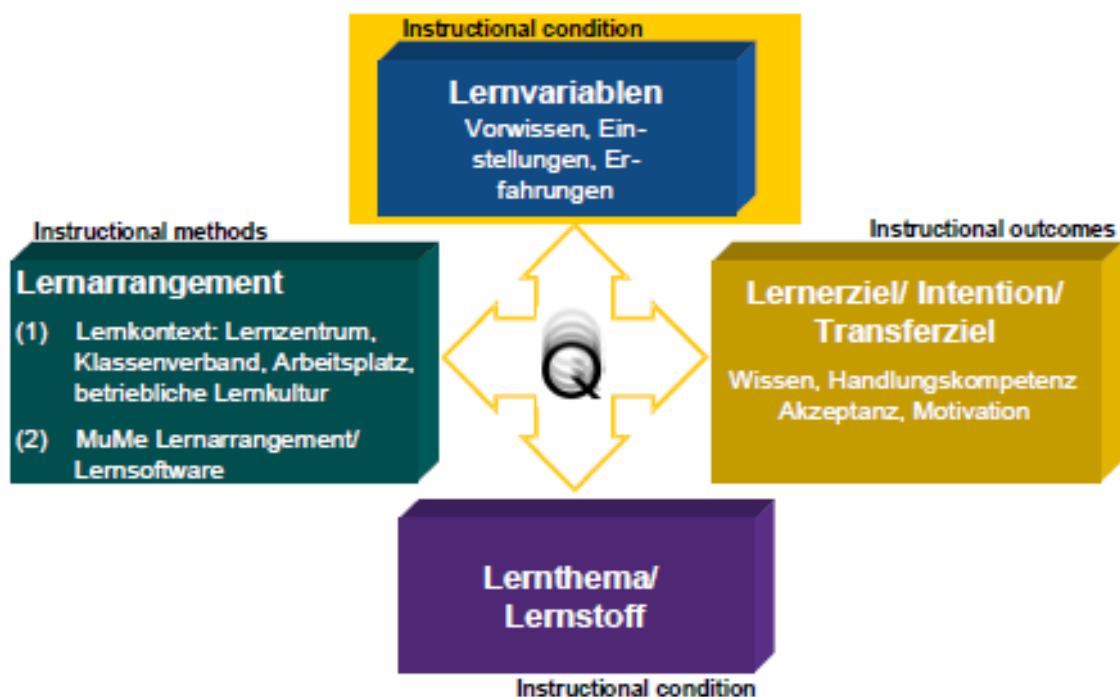 Instructional condition
Lernvariablen
Vorwissen, Ein-
stellungen, Er-
fahrungen
Instructional methods
Lernarrangement
(1) Lernkontext: Lernzentrum,
Klassenverband, Arbeitsplatz,
betriebliche Lernkultur
(2) MuMe Lernarrangement/
Lernsoftware
Q
Instructional outcomes
Lernerziel/ Intention/
Transferziel
Wissen, Handlungskompetenz
Akzeptanz, Motivation
Lernthema/
Lernstoff
Instructional condition